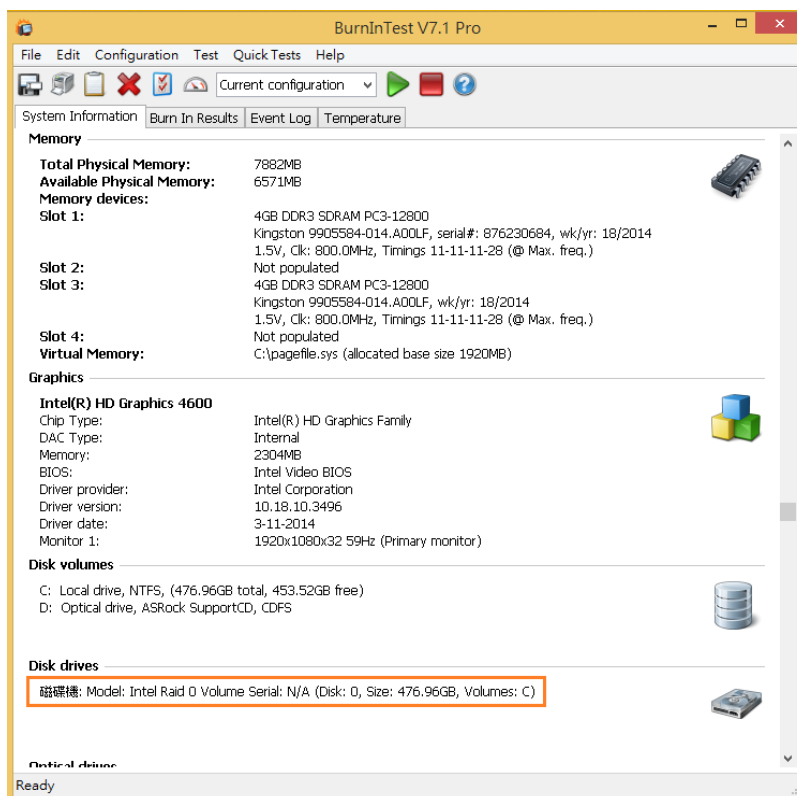 BurnInTest V7.1 Pro
File Edit Configuration Test Quick Tests Help
Current configuration
System Information Burn In Results Event Log Temperature
Memory
Total Physical Memory: 7882MB
Available Physical Memory: 6571MB
Memory devices:
Slot 1: 4GB DDR3 SDRAM PC3-12800
Kingston 9905584-014.A00LF, serial#: 876230684, wk/yr: 18/2014
1.5V, Clk: 800.0MHz, Timings 11-11-11-28 (@ Max. freq.)
Slot 2: Not populated
Slot 3: 4GB DDR3 SDRAM PC3-12800
Kingston 9905584-014.A00LF, wk/yr: 18/2014
1.5V, Clk: 800.0MHz, Timings 11-11-11-28 (@ Max. freq.)
Slot 4: Not populated
Virtual Memory: C:\pagefile.sys (allocated base size 1920MB)
Graphics
Intel(R) HD Graphics 4600
Chip Type: Intel(R) HD Graphics Family
DAC Type: Internal
Memory: 2304MB
BIOS: Intel Video BIOS
Driver provider: Intel Corporation
Driver version: 10.18.10.3496
Driver date: 3-11-2014
Monitor 1: 1920x1080x32 59Hz (Primary monitor)
Disk volumes
C: Local drive, NTFS, (476.96GB total, 453.52GB free)
D: Optical drive, ASRock SupportCD, CDFS
Disk drives
磁碟機: Model: Intel Raid 0 Volume Serial: N/A (Disk: 0, Size: 476.96GB, Volumes: C)
Optical drives
Ready